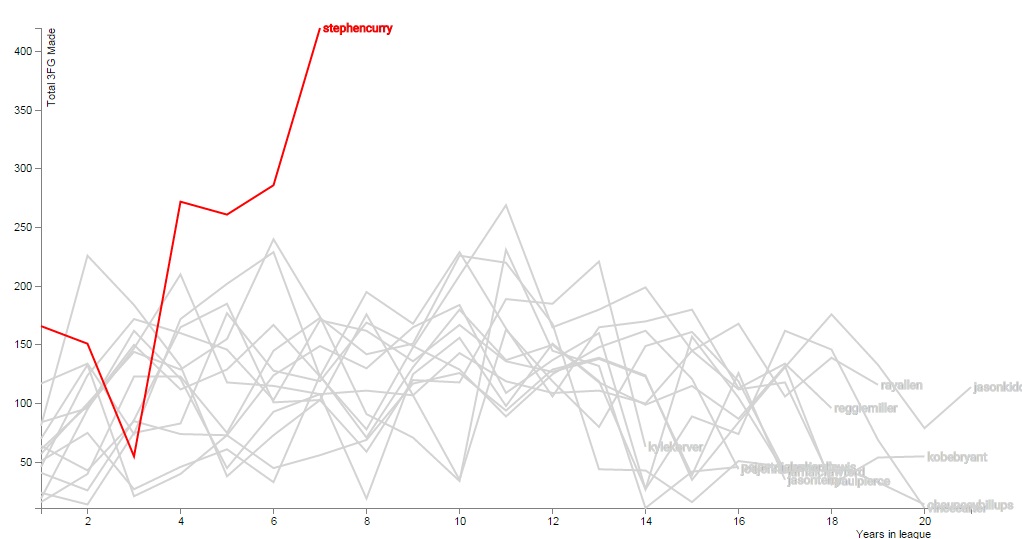 stephencurry
400
Total 3FG Made
350
300
250
200
150
rayallen
jasonkidd
100
reggiemiller
kylekorver
50
kobebryant
jasonterry
paulpierce
chaunceybillups
2
4
6
8
10
12
14
16
18
20
Years in league